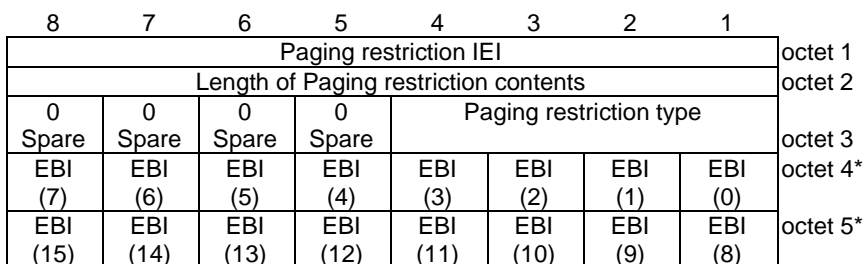 8 7 6 5 4 3 2 1
Paging restriction IEI octet 1
Length of Paging restriction contents octet 2
0 0 0 0 Paging restriction type
Spare Spare Spare Spare octet 3
EBI EBI EBI EBI EBI EBI EBI EBI octet 4*
(7) (6) (5) (4) (3) (2) (1) (0)
EBI EBI EBI EBI EBI EBI EBI EBI octet 5*
(15) (14) (13) (12) (11) (10) (9) (8)